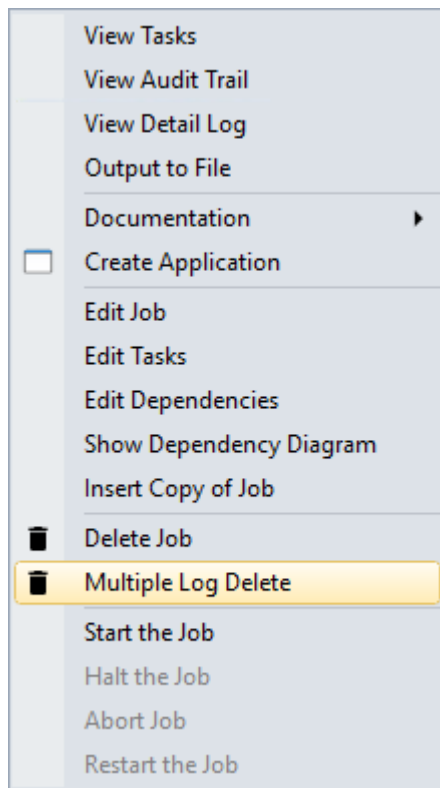 View Tasks
View Audit Trail
View Detail Log
Output to File
Documentation
Create Application
Edit Job
Edit Tasks
Edit Dependencies
Show Dependency Diagram
Insert Copy of Job
Delete Job
Multiple Log Delete
Start the Job
Halt the Job
Abort Job
Restart the Job